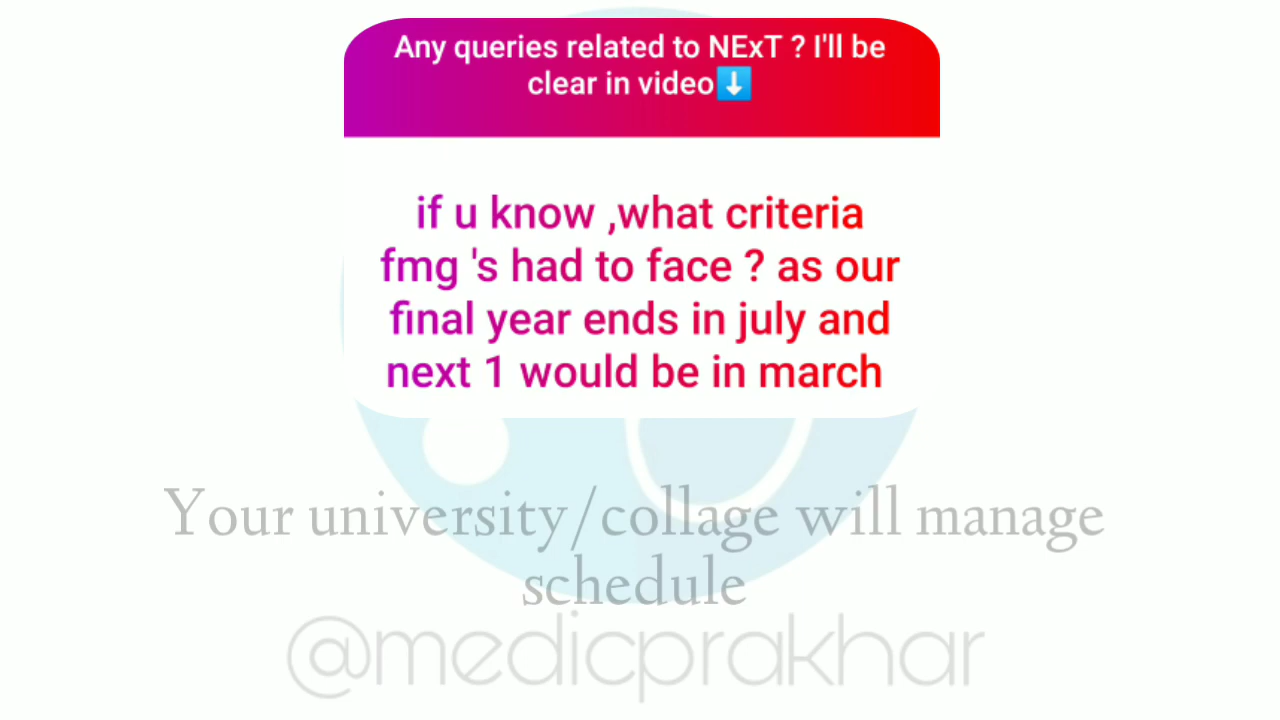 Any queries related to NExT ? I'll be
clear in video⬇️
if u know ,what criteria
fmg 's had to face ? as our
final year ends in july and
next 1 would be in march
Your university/collage will manage
schedule
@medicprakhar